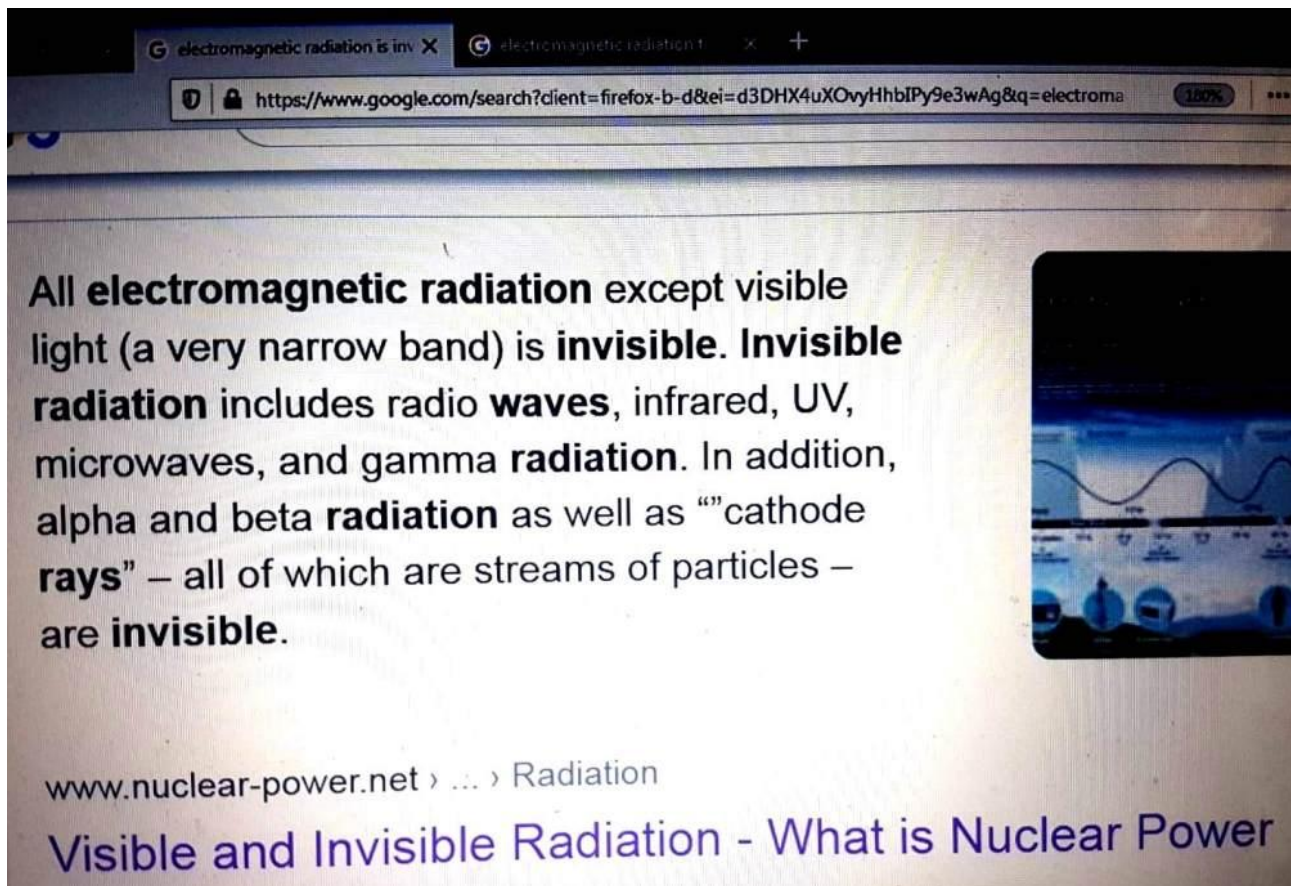 electromagnetic radiation is inv
electromagnetic radiation t
https://www.google.com/search?client=firefox-b-d&ei=d3DHX4uXOvyHhbIPy9e3wAg&q=electroma 180%
All electromagnetic radiation except visible
light (a very narrow band) is invisible. Invisible
radiation includes radio waves, infrared, UV,
microwaves, and gamma radiation. In addition,
alpha and beta radiation as well as “”cathode
rays” – all of which are streams of particles –
are invisible.
www.nuclear-power.net › ... › Radiation
Visible and Invisible Radiation - What is Nuclear Power